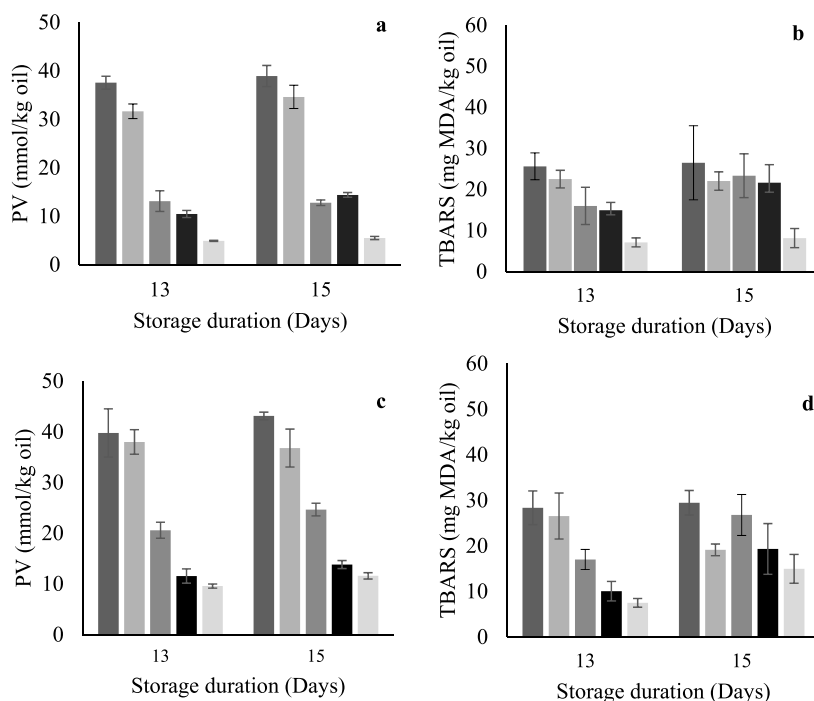 a
PV (mmol/kg oil)
50
40
30
20
10
0
13
15
Storage duration (Days)
b
TBARS (mg MDA/kg oil)
60
50
40
30
20
10
0
13
15
Storage duration (Days)
c
PV (mmol/kg oil)
50
40
30
20
10
0
13
15
Storage duration (Days)
d
TBARS (mg MDA/kg oil)
60
50
40
30
20
10
0
13
15
Storage duration (Days)